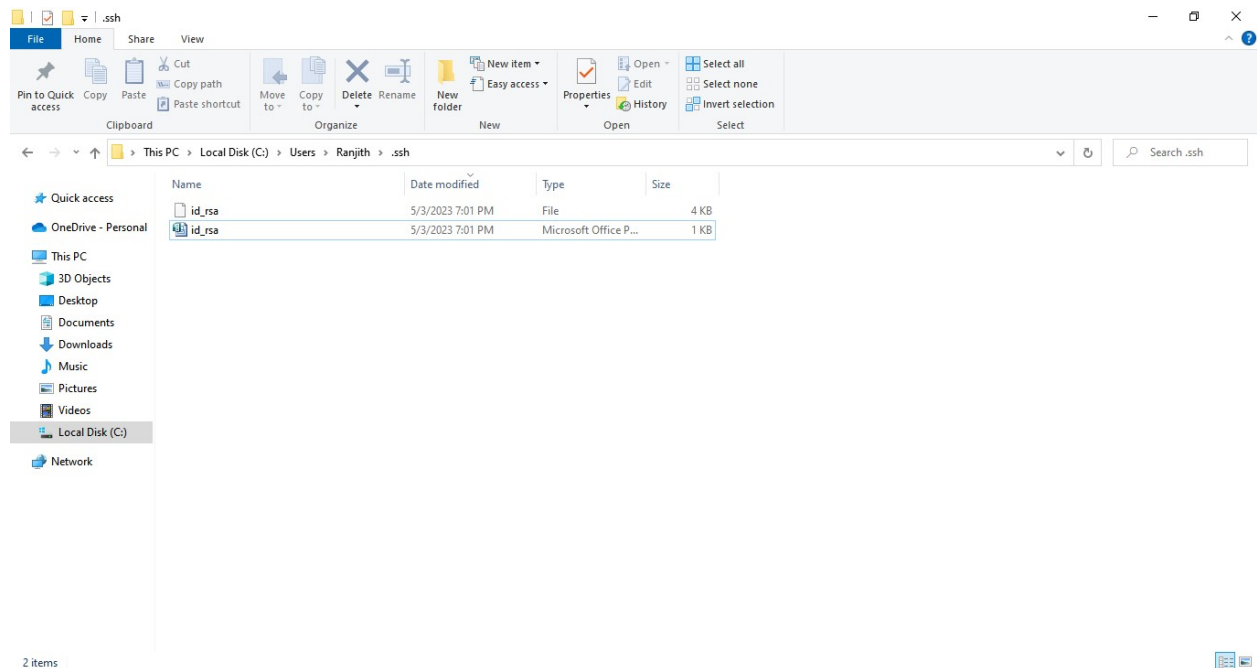 .ssh
File Home Share View
Pin to Quick access
Copy
Paste
Cut
Copy path
Paste shortcut
Clipboard
Move to
Copy to
Delete
Rename
Organize
New folder
New item
Easy access
New
Properties
Open
Edit
History
Open
Select all
Select none
Invert selection
Select
This PC > Local Disk (C:) > Users > Ranjith > .ssh
Search .ssh
Name Date modified Type Size
id_rsa 5/3/2023 7:01 PM File 4 KB
id_rsa 5/3/2023 7:01 PM Microsoft Office P... 1 KB
Quick access
OneDrive - Personal
This PC
3D Objects
Desktop
Documents
Downloads
Music
Pictures
Videos
Local Disk (C:)
Network
2 items